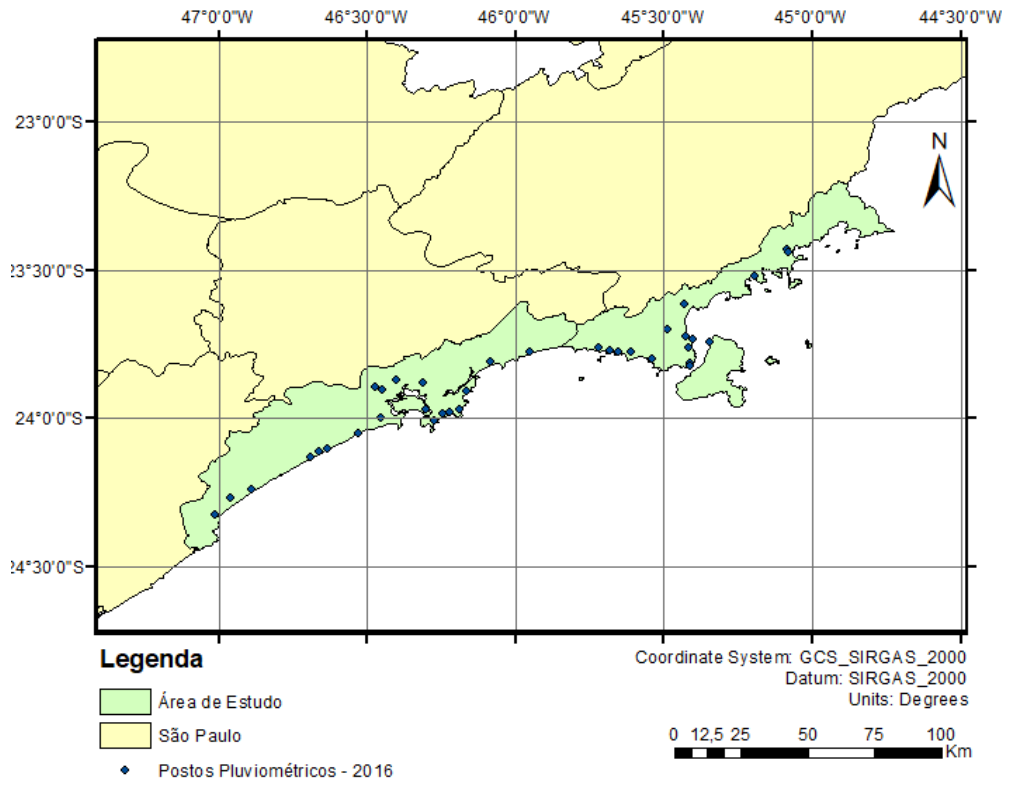 47°0'0"W 46°30'0"W 46°0'0"W 45°30'0"W 45°0'0"W 44°30'0"W
23°0'0"S
N
23°30'0"S
24°0'0"S
24°30'0"S
Legenda
Área de Estudo
São Paulo
Postos Pluviométricos - 2016
Coordinate System: GCS_SIRGAS_2000
Datum: SIRGAS_2000
Units: Degrees
0 12,5 25 50 75 100
Km